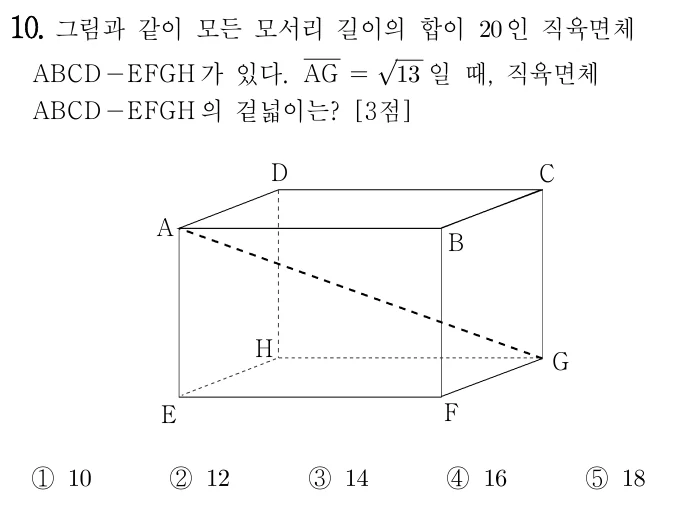 10. 그림과 같이 모든 모서리 길이의 합이 20인 직육면체
ABCD-EFGH가 있다. \overline{AG} = √13 일 때, 직육면체
ABCD-EFGH의 겉넓이는? [3점]
D
C
A
B
H
G
E
F
① 10 ② 12 ③ 14 ④ 16 ⑤ 18